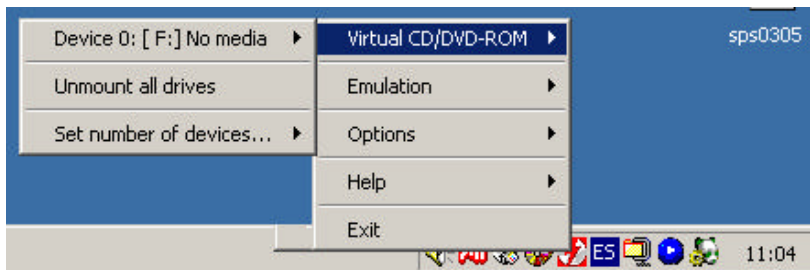 Device 0: [ F:] No media
Unmount all drives
Set number of devices...
Virtual CD/DVD-ROM
Emulation
Options
Help
Exit
sps0305
ES
11:04